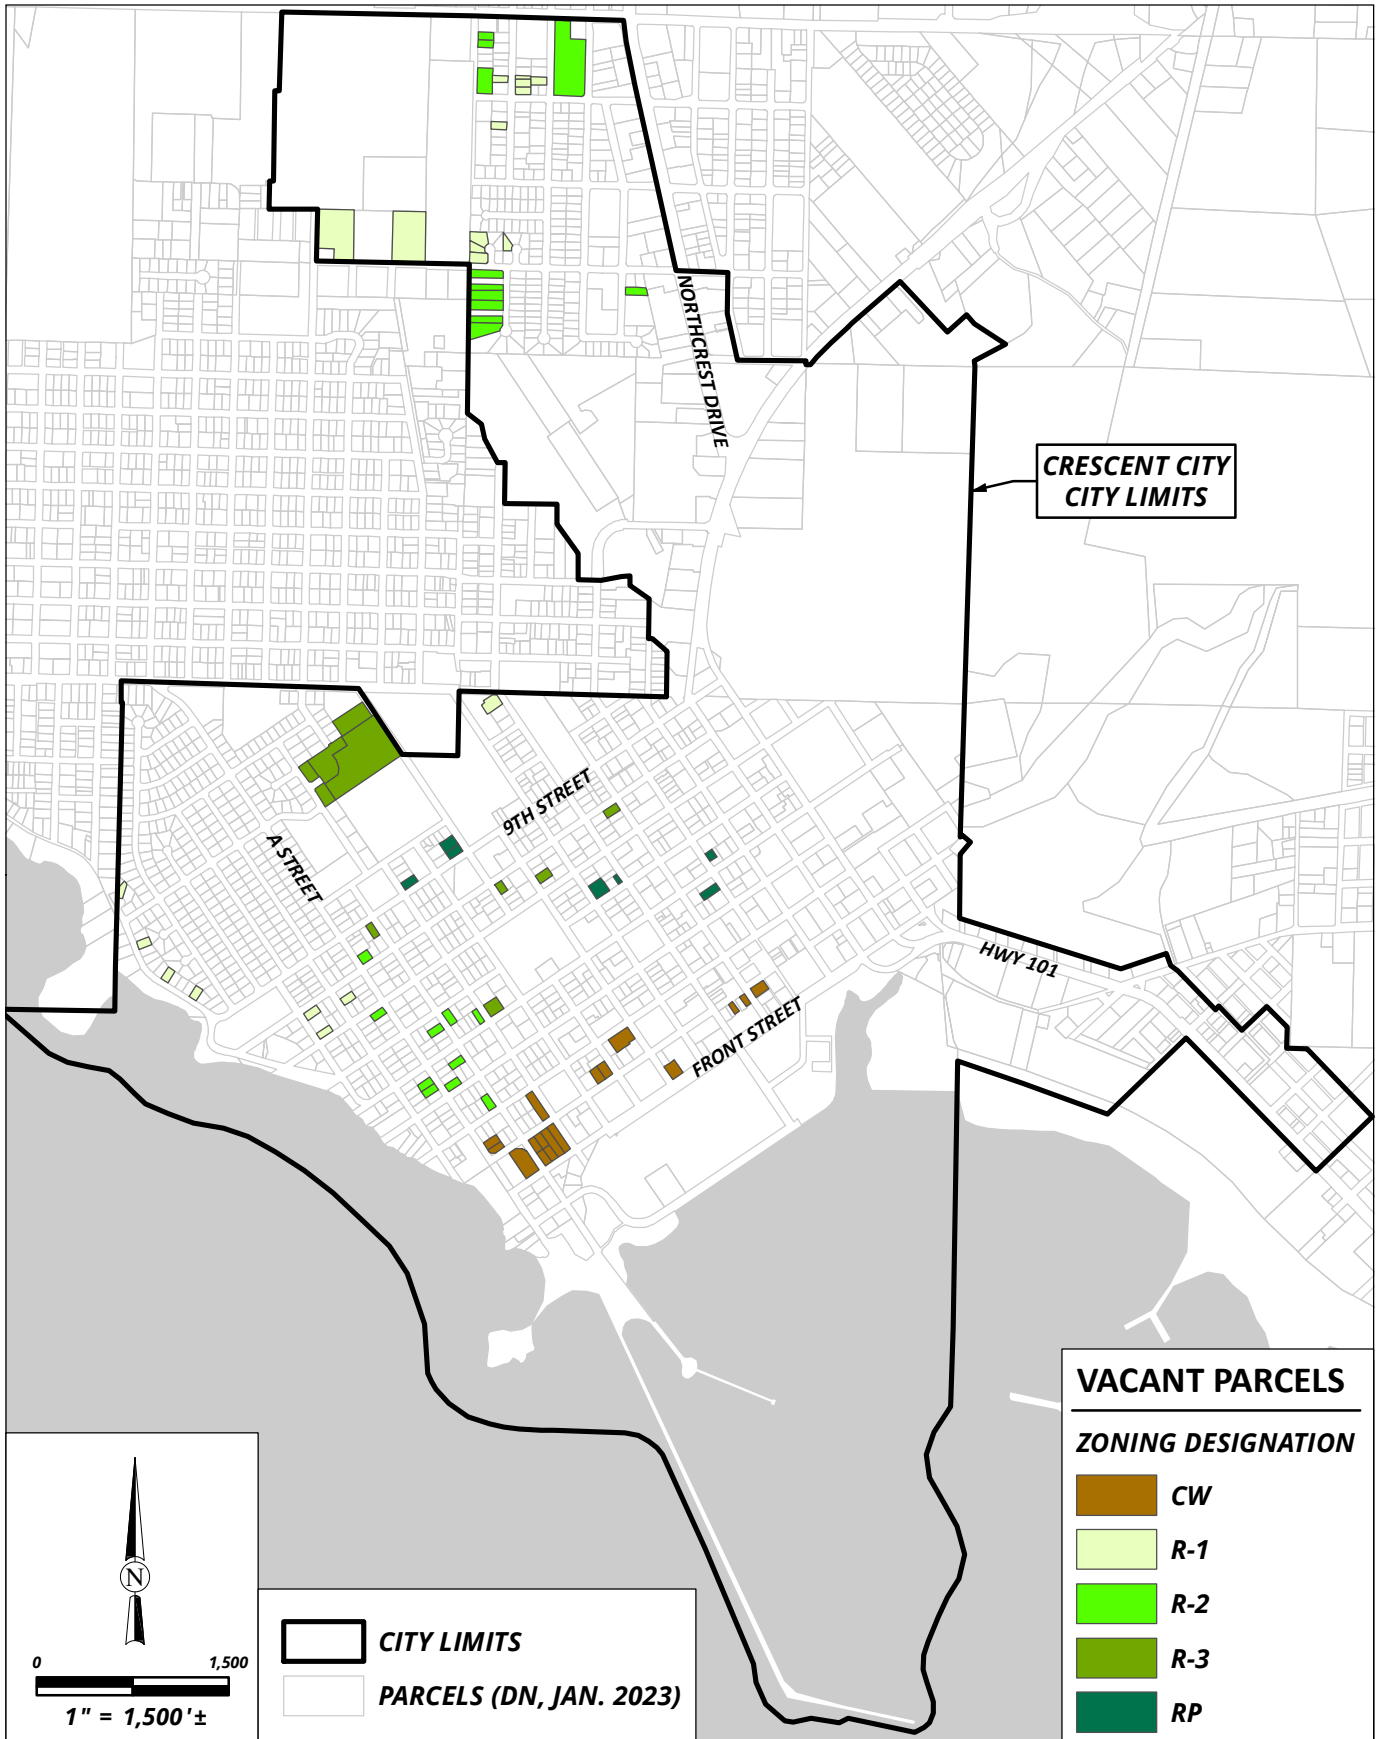 NORTHCREST DRIVE
CRESCENT CITY
CITY LIMITS
9TH STREET
A STREET
HWY 101
FRONT STREET
VACANT PARCELS
ZONING DESIGNATION
CW
R-1
R-2
R-3
RP
N
0 1,500
1" = 1,500'±
CITY LIMITS
PARCELS (DN, JAN. 2023)